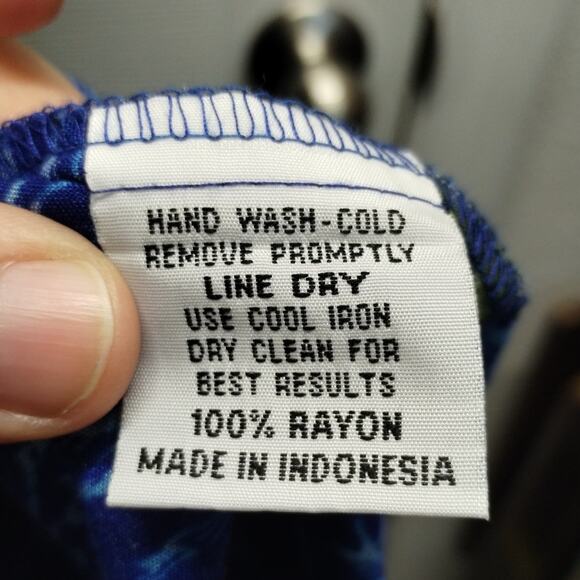 HAND WASH-COLD
REMOVE PROMPTLY
LINE DRY
USE COOL IRON
DRY CLEAN FOR
BEST RESULTS
100% RAYON
MADE IN INDONESIA